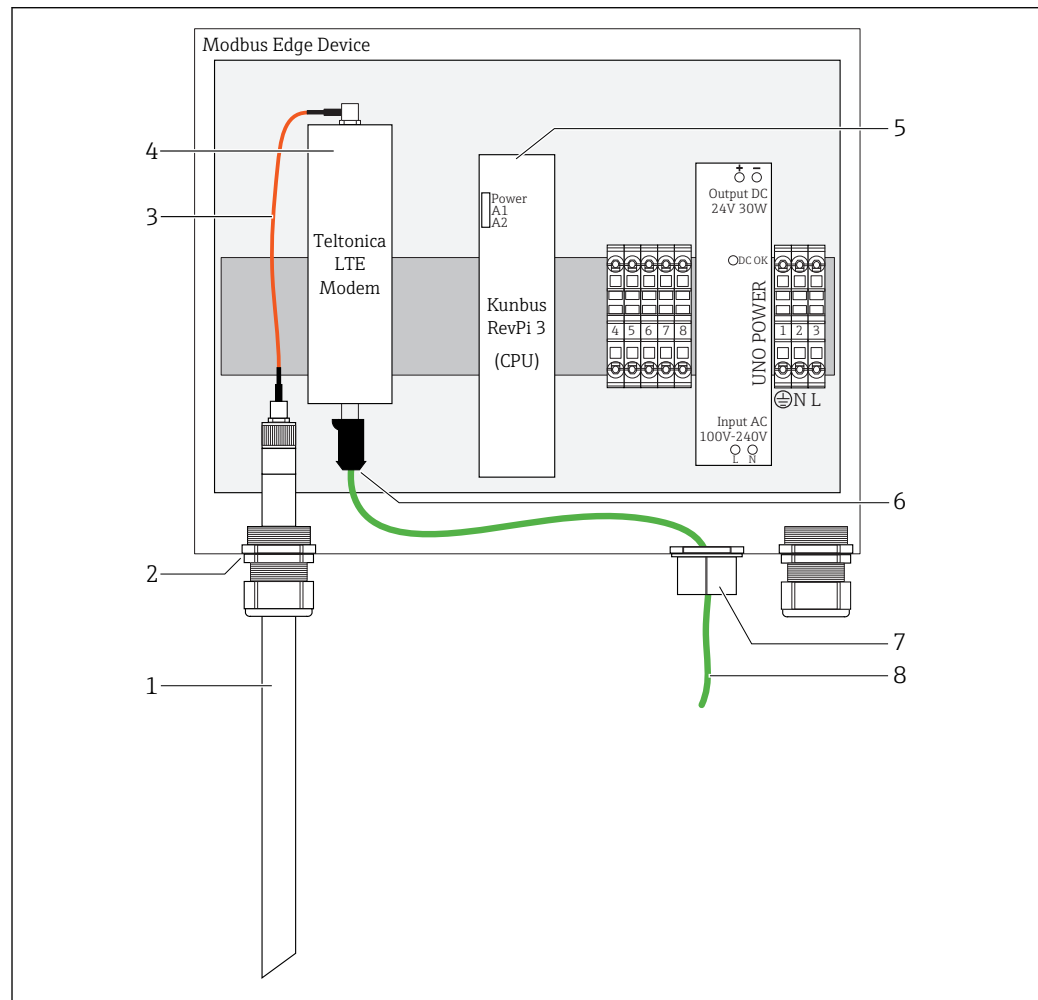 Modbus Edge Device
4
5
3
Power
A1
A2
Teltonica
LTE
Modem
Kunbus
RevPi 3
(CPU)
+ −
Output DC
24V 30W
DC OK
UNO POWER
4 5 6 7 8
1 2 3
N L
Input AC
100V-240V
L N
6
2
7
1
8